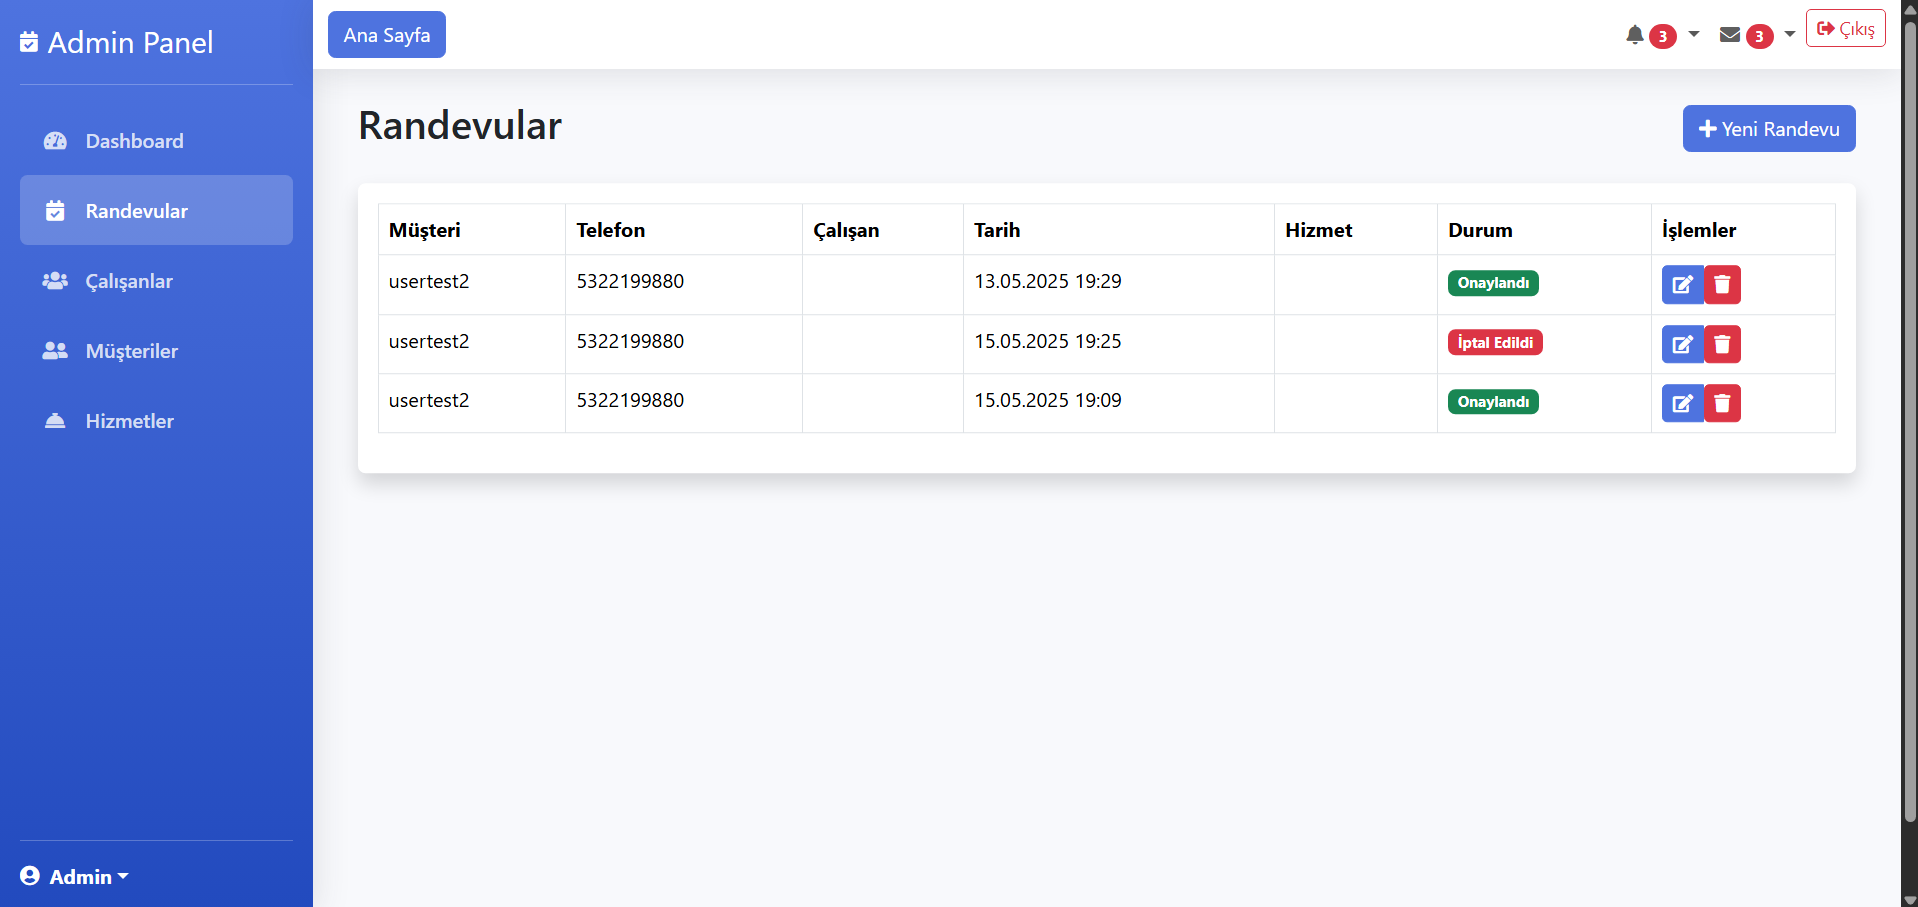 Admin Panel
Dashboard
Randevular
Çalışanlar
Müşteriler
Hizmetler
Admin
Ana Sayfa
3
3
Çıkış
Randevular
Yeni Randevu
Müşteri Telefon Çalışan Tarih Hizmet Durum İşlemler
usertest2 5322199880 13.05.2025 19:29 Onaylandı
usertest2 5322199880 15.05.2025 19:25 İptal Edildi
usertest2 5322199880 15.05.2025 19:09 Onaylandı